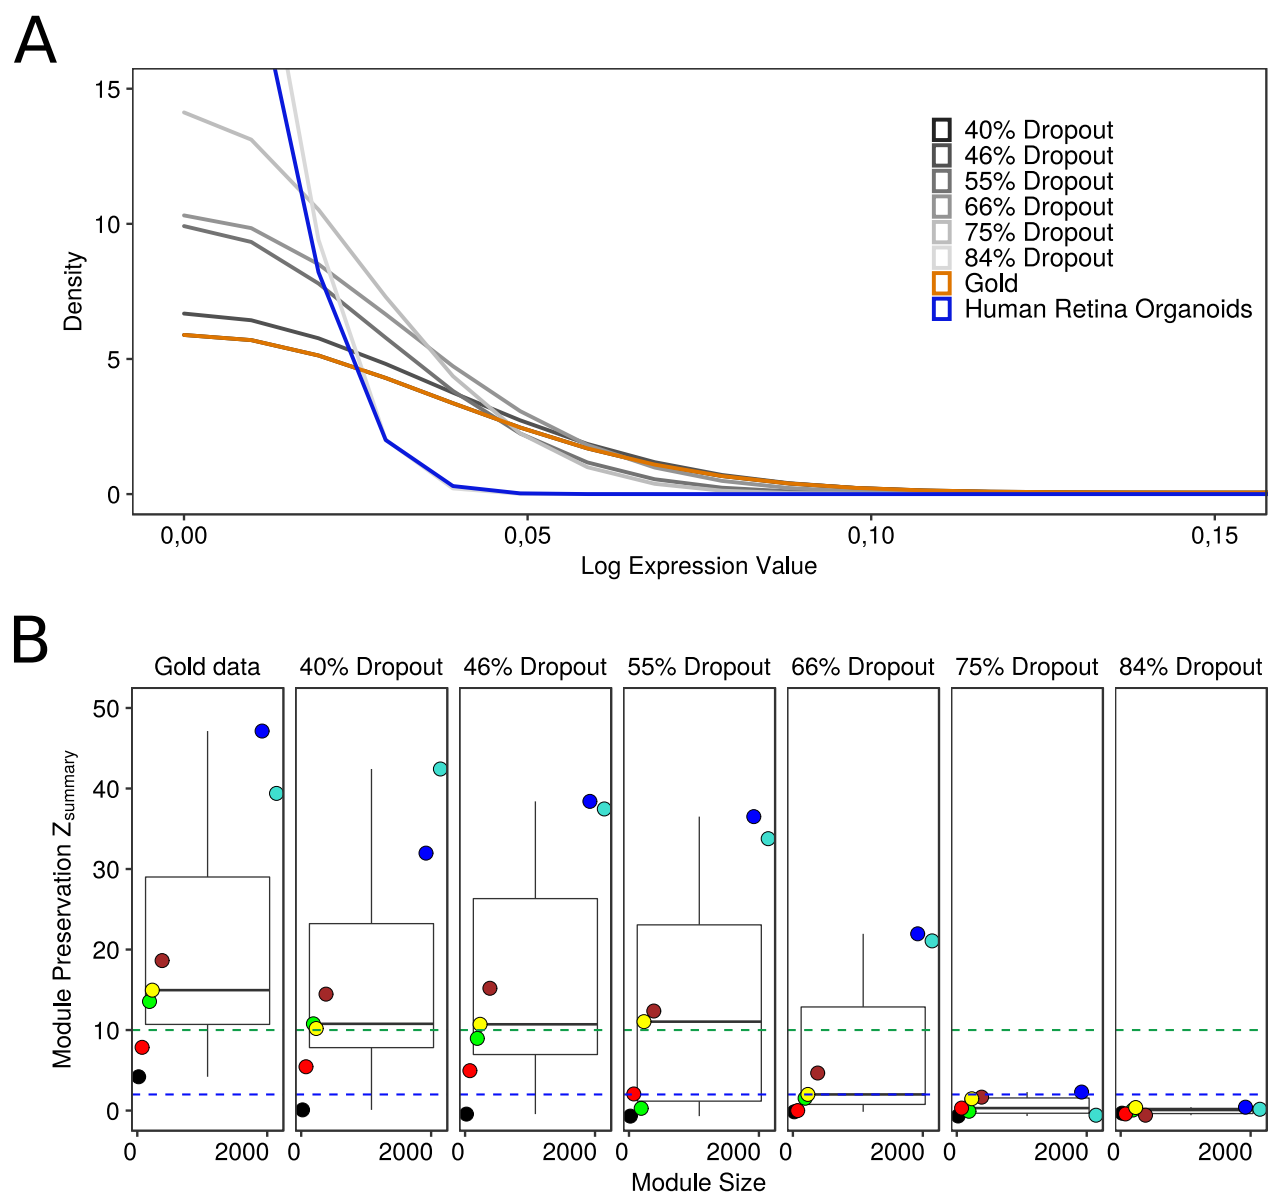 A
15
10
5
0
Density
0,00 0,05 0,10 0,15
Log Expression Value
40% Dropout
46% Dropout
55% Dropout
66% Dropout
75% Dropout
84% Dropout
Gold
Human Retina Organoids
B
Gold data 40% Dropout 46% Dropout 55% Dropout 66% Dropout 75% Dropout 84% Dropout
50
40
30
20
10
0
Module Preservation Zsummary
0 2000 0 2000 0 2000 0 2000 0 2000 0 2000 0 2000
Module Size